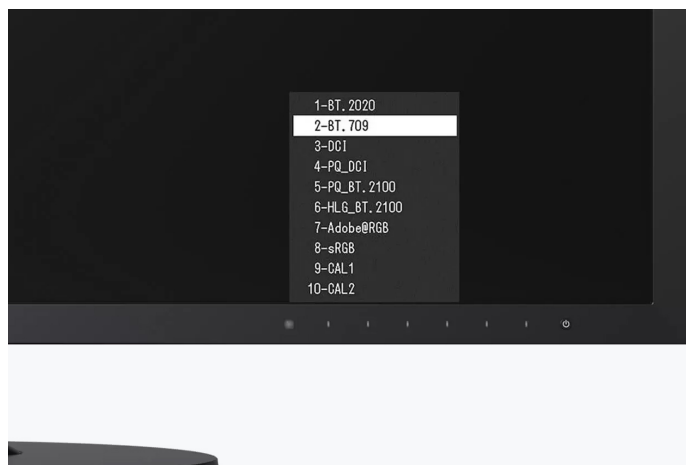 1-BT.2020
2-BT.709
3-DCI
4-PQ_DCI
5-PQ_BT.2100
6-HLG_BT.2100
7-Adobe®RGB
8-sRGB
9-CAL1
10-CAL2